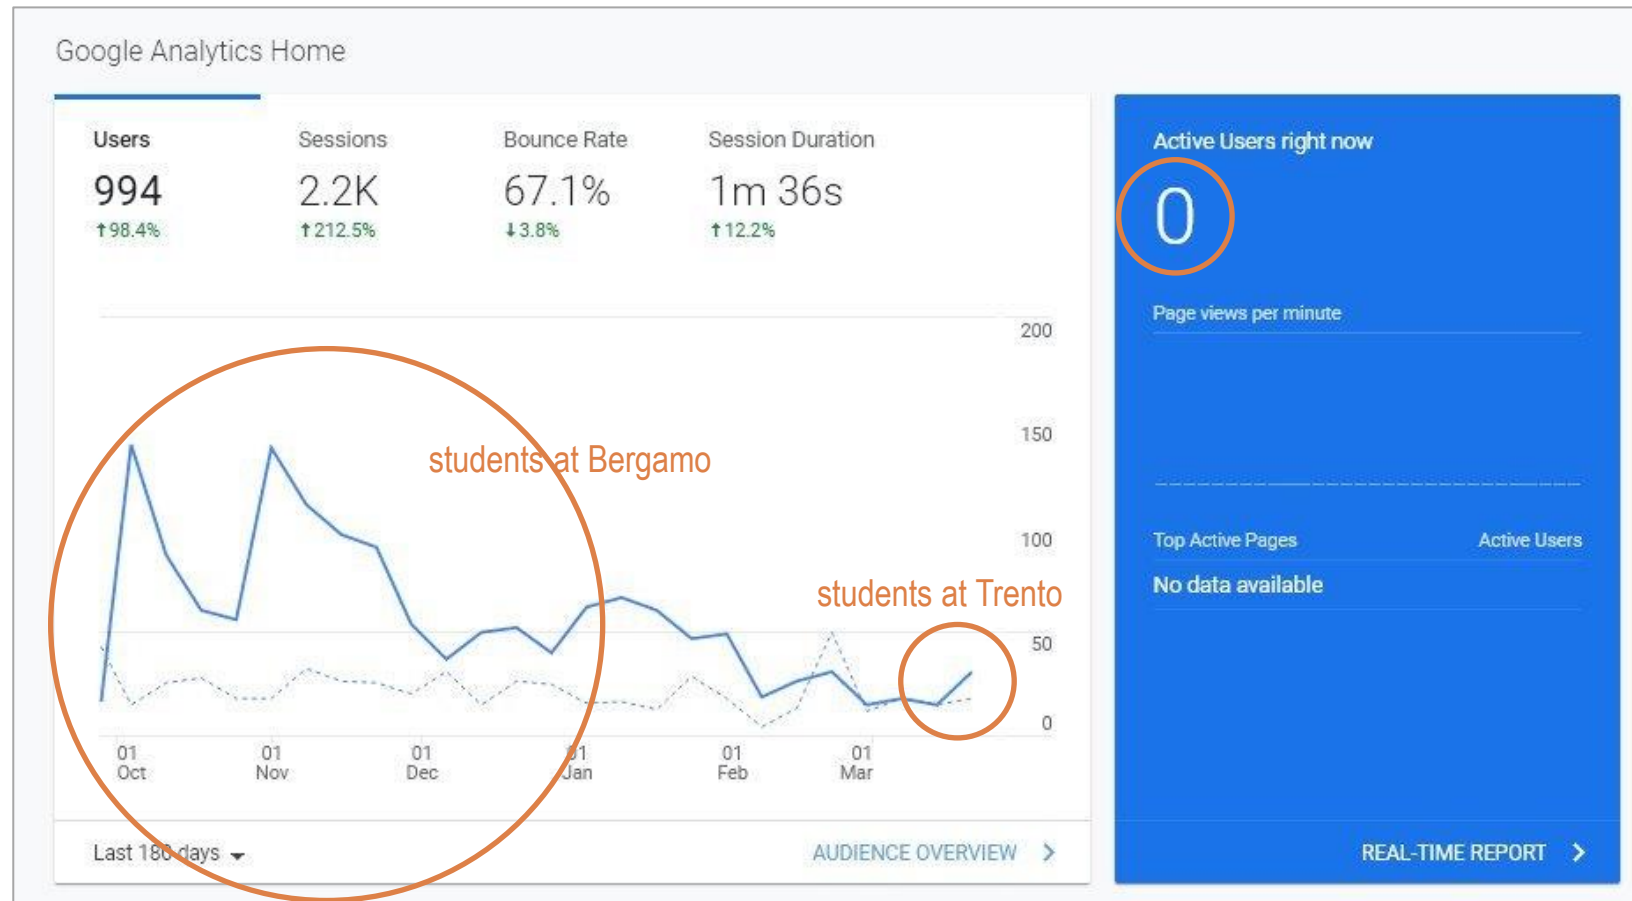 Google Analytics Home
Users Sessions Bounce Rate Session Duration
994 2.2K 67.1% 1m 36s
↑98.4% ↑212.5% ↓3.8% ↑12.2%
200
150
100
50
0
students at Bergamo
students at Trento
01 01 01 01 01 01
Oct Nov Dec Jan Feb Mar
Last 180 days
AUDIENCE OVERVIEW >
Active Users right now
0
Page views per minute
Top Active Pages Active Users
No data available
REAL-TIME REPORT >